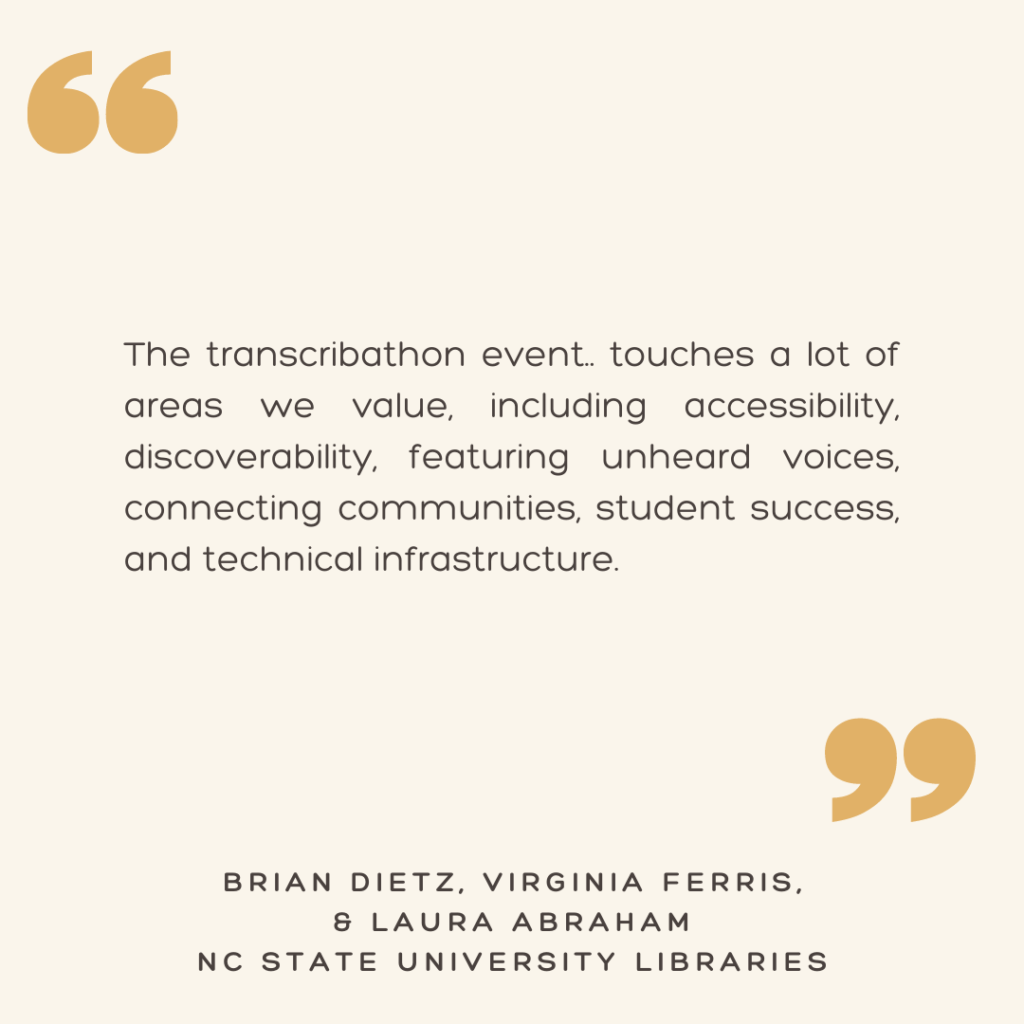 “
The transcribathon event.. touches a lot of
areas we value, including accessibility,
discoverability, featuring unheard voices,
connecting communities, student success,
and technical infrastructure.
”
BRIAN DIETZ, VIRGINIA FERRIS,
& LAURA ABRAHAM
NC STATE UNIVERSITY LIBRARIES